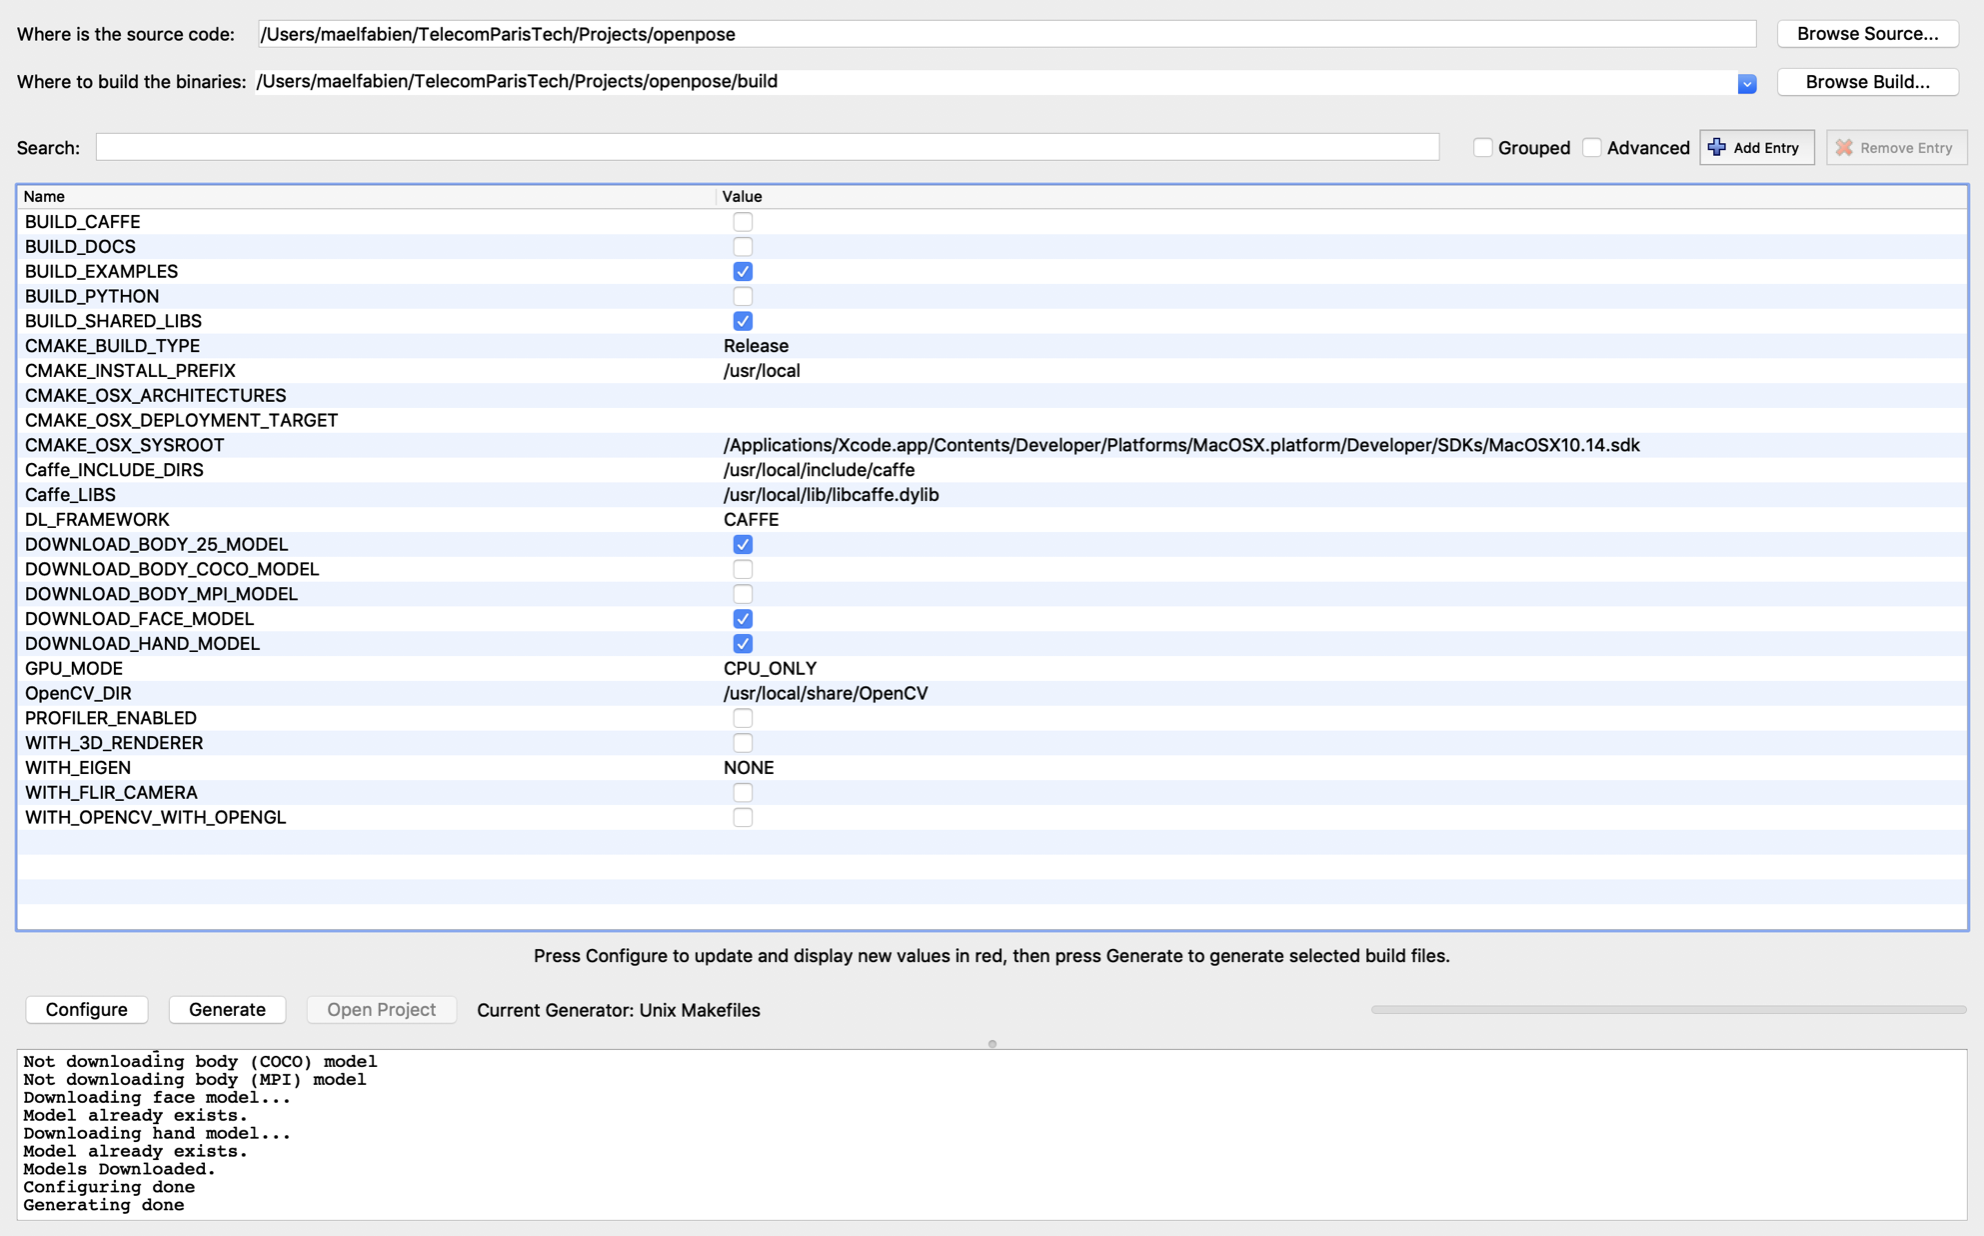 Where is the source code: /Users/maelfabien/TelecomParisTech/Projects/openpose Browse Source...
Where to build the binaries: /Users/maelfabien/TelecomParisTech/Projects/openpose/build Browse Build...
Search: Grouped Advanced Add Entry Remove Entry
Name Value
BUILD_CAFFE
BUILD_DOCS
BUILD_EXAMPLES
BUILD_PYTHON
BUILD_SHARED_LIBS
CMAKE_BUILD_TYPE Release
CMAKE_INSTALL_PREFIX /usr/local
CMAKE_OSX_ARCHITECTURES
CMAKE_OSX_DEPLOYMENT_TARGET
CMAKE_OSX_SYSROOT /Applications/Xcode.app/Contents/Developer/Platforms/MacOSX.platform/Developer/SDKs/MacOSX10.14.sdk
Caffe_INCLUDE_DIRS /usr/local/include/caffe
Caffe_LIBS /usr/local/lib/libcaffe.dylib
DL_FRAMEWORK CAFFE
DOWNLOAD_BODY_25_MODEL
DOWNLOAD_BODY_COCO_MODEL
DOWNLOAD_BODY_MPI_MODEL
DOWNLOAD_FACE_MODEL
DOWNLOAD_HAND_MODEL
GPU_MODE CPU_ONLY
OpenCV_DIR /usr/local/share/OpenCV
PROFILER_ENABLED
WITH_3D_RENDERER
WITH_EIGEN NONE
WITH_FLIR_CAMERA
WITH_OPENCV_WITH_OPENGL
Press Configure to update and display new values in red, then press Generate to generate selected build files.
Configure Generate Open Project Current Generator: Unix Makefiles
Not downloading body (COCO) model
Not downloading body (MPI) model
Downloading face model...
Model already exists.
Downloading hand model...
Model already exists.
Models Downloaded.
Configuring done
Generating done